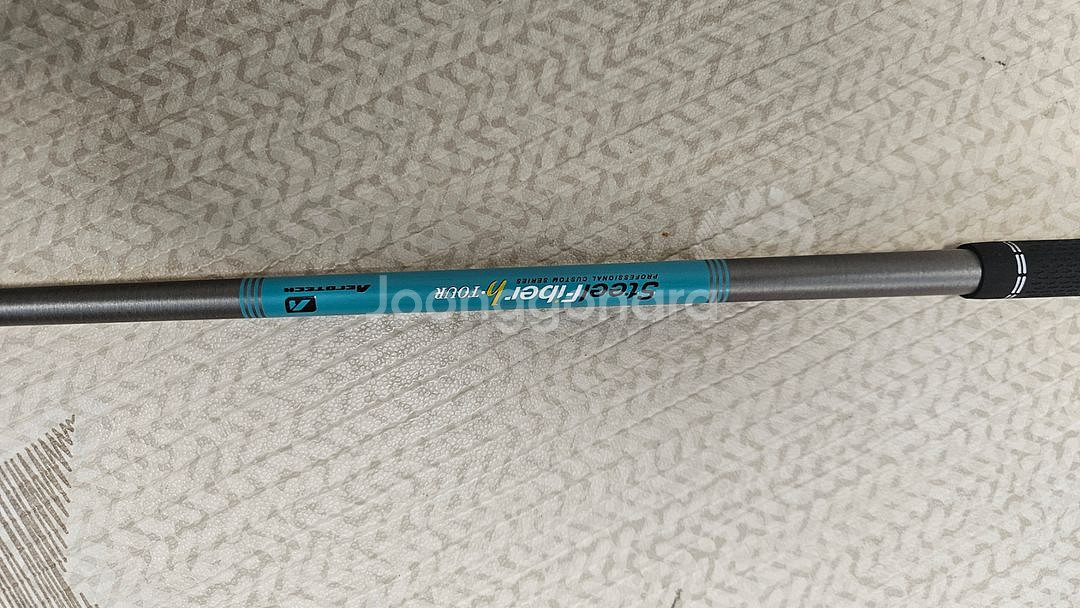 SteelFiber h·TOUR
PROFESSIONAL CUSTOM SERIES
AEROTECH
Joonggonara